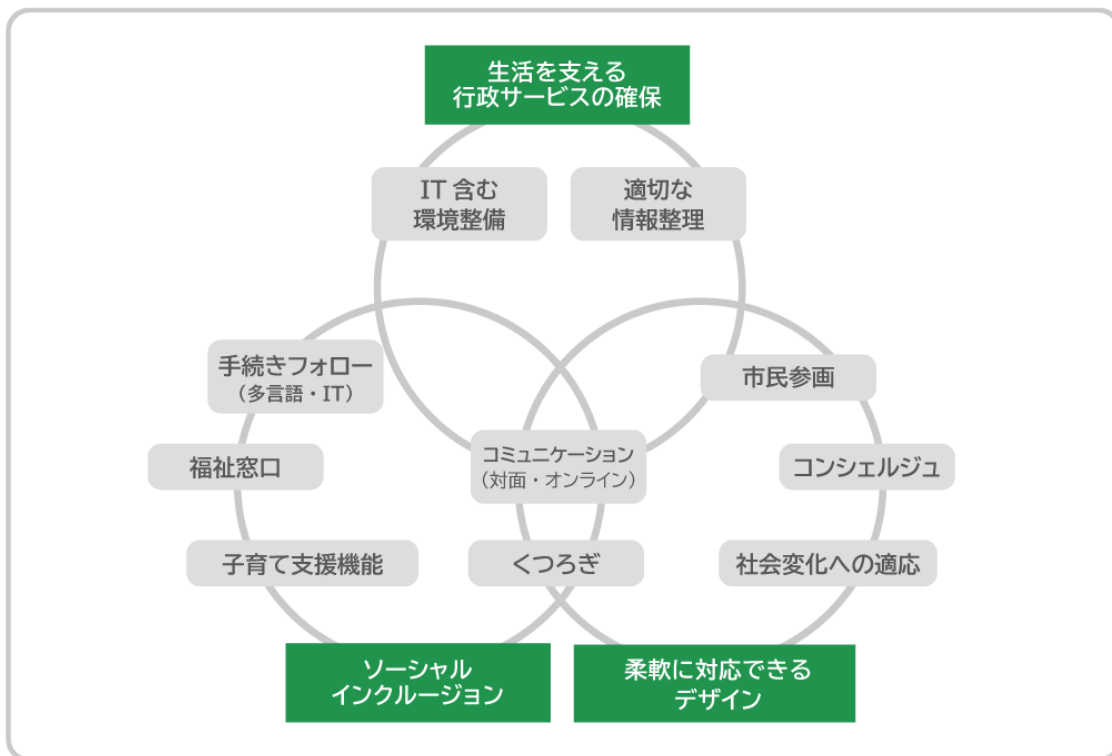 生活を支える
行政サービスの確保
IT 含む
環境整備
適切な
情報整理
手続きフォロー
（多言語・IT）
市民参画
福祉窓口
コミュニケーション
（対面・オンライン）
コンシェルジュ
子育て支援機能
くつろぎ
社会変化への適応
ソーシャル
インクルージョン
柔軟に対応できる
デザイン